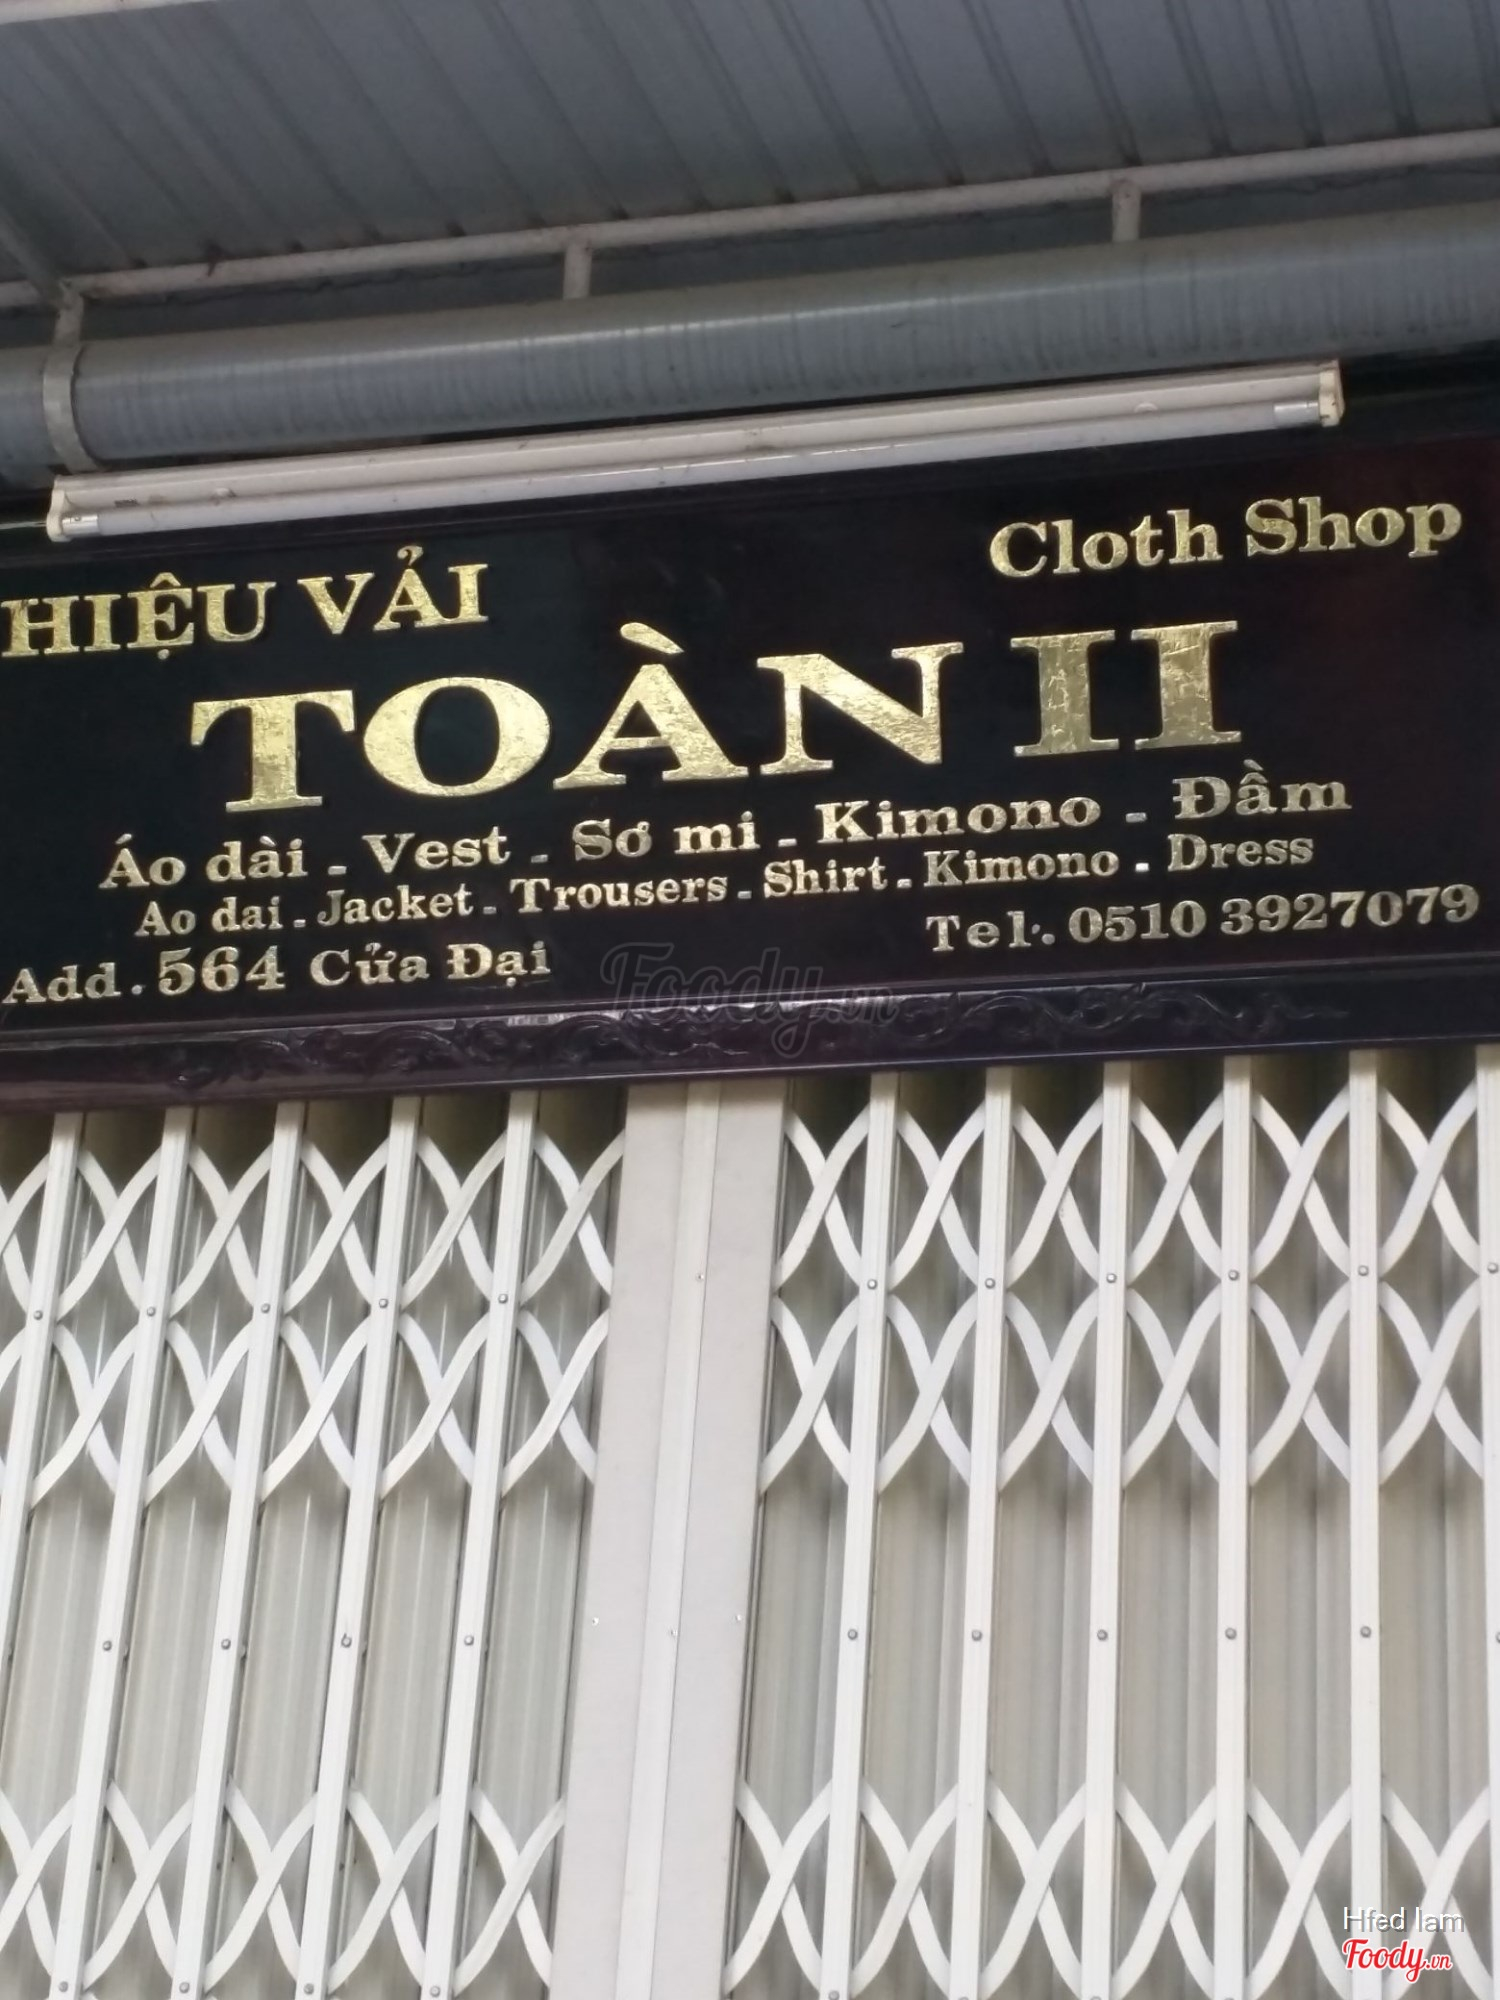 HIỆU VẢI
Cloth Shop
TOÀN II
Áo dài - Vest - Sơ mi - Kimono - Đầm
Ao dai - Jacket - Trousers - Shirt - Kimono - Dress
Add. 564 Cửa Đại
Tel:. 0510 3927079
Foody.vn
Hfed lam
Foody.vn